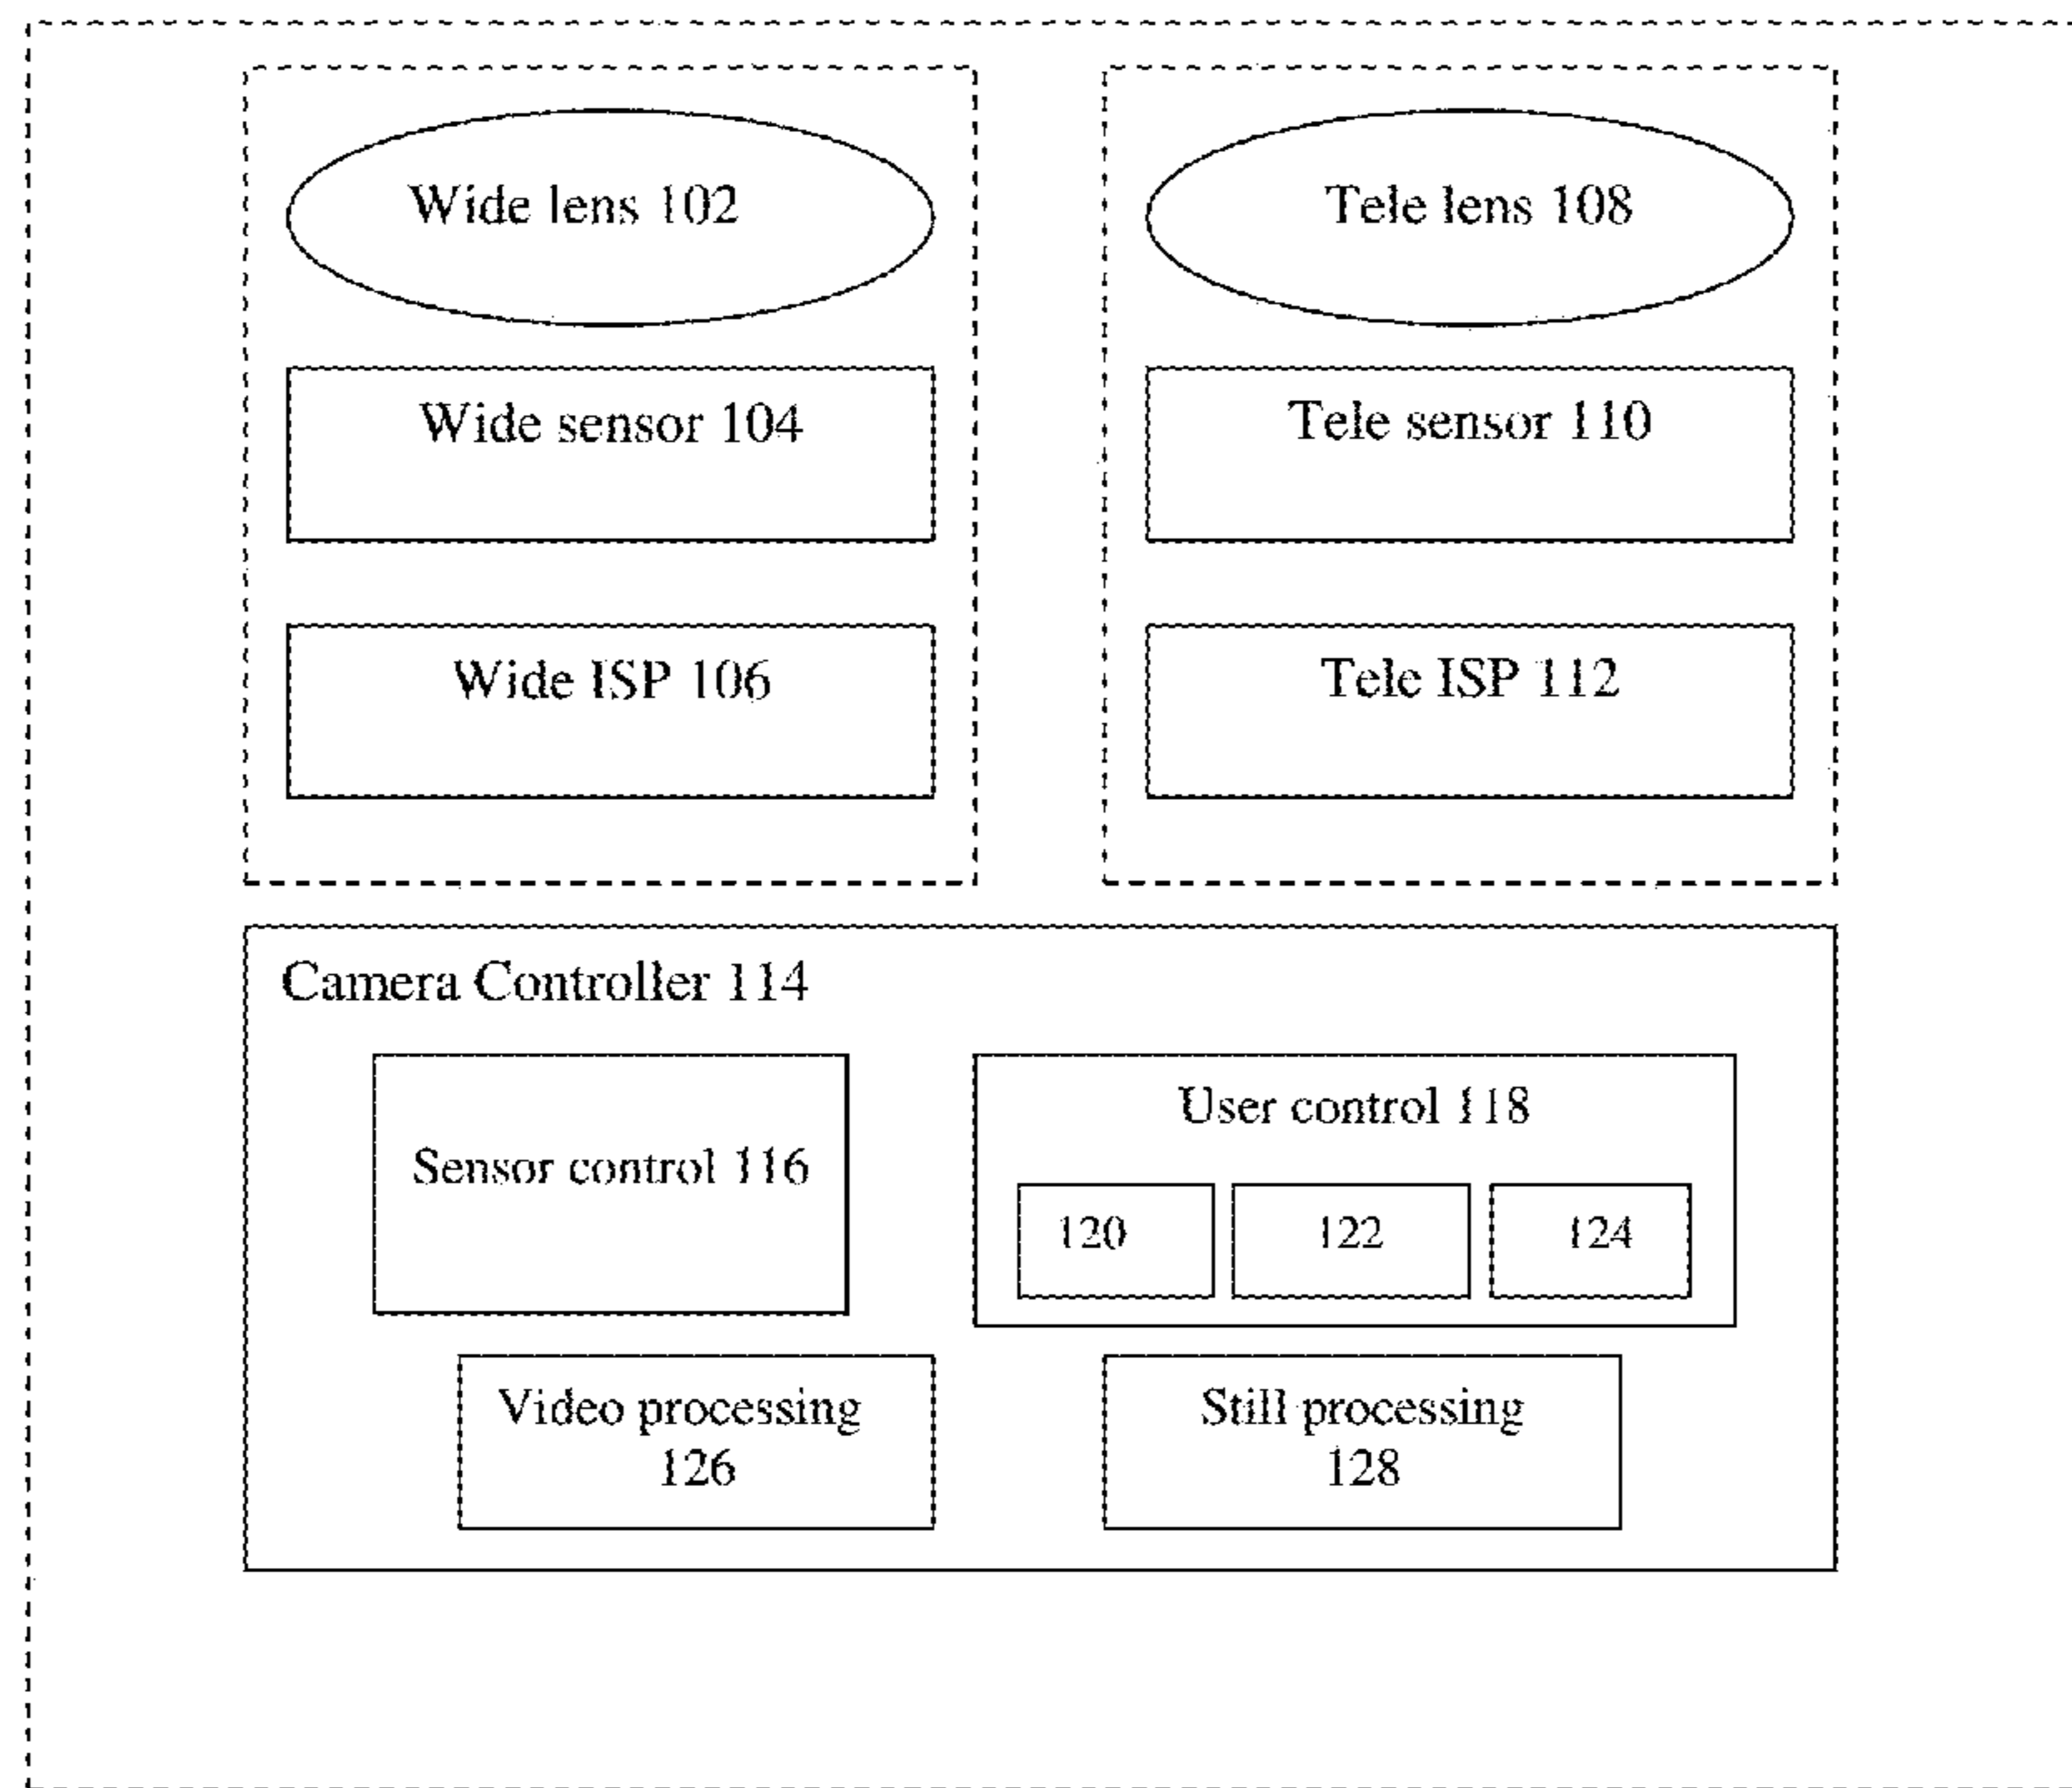 Wide lens 102
Tele lens 108
Wide sensor 104
Tele sensor 110
Wide ISP 106
Tele ISP 112
Camera Controller 114
Sensor control 116
User control 118
120
122
124
Video processing
126
Still processing
128